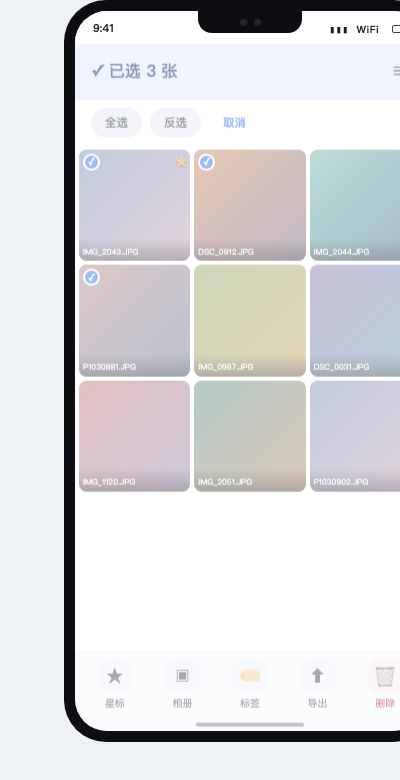 9:41 WiFi
✓ 已选 3 张
全选 反选 取消
IMG_2043.JPG DSC_0912.JPG IMG_2044.JPG
P1030881.JPG IMG_0987.JPG DSC_0031.JPG
IMG_1120.JPG IMG_2051.JPG P1030902.JPG
星标 相册 标签 导出 删除